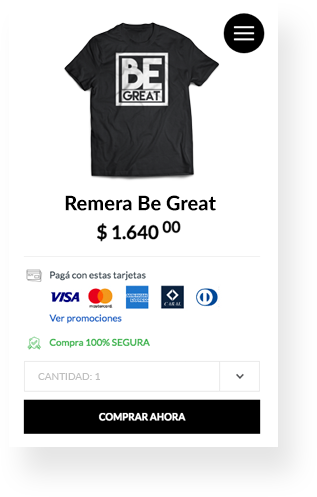 BE
GREAT
Remera Be Great
$ 1.640 00
Pagá con estas tarjetas
VISA mastercard AMERICAN EXPRESS CABAL
Ver promociones
Compra 100% SEGURA
CANTIDAD: 1
COMPRAR AHORA